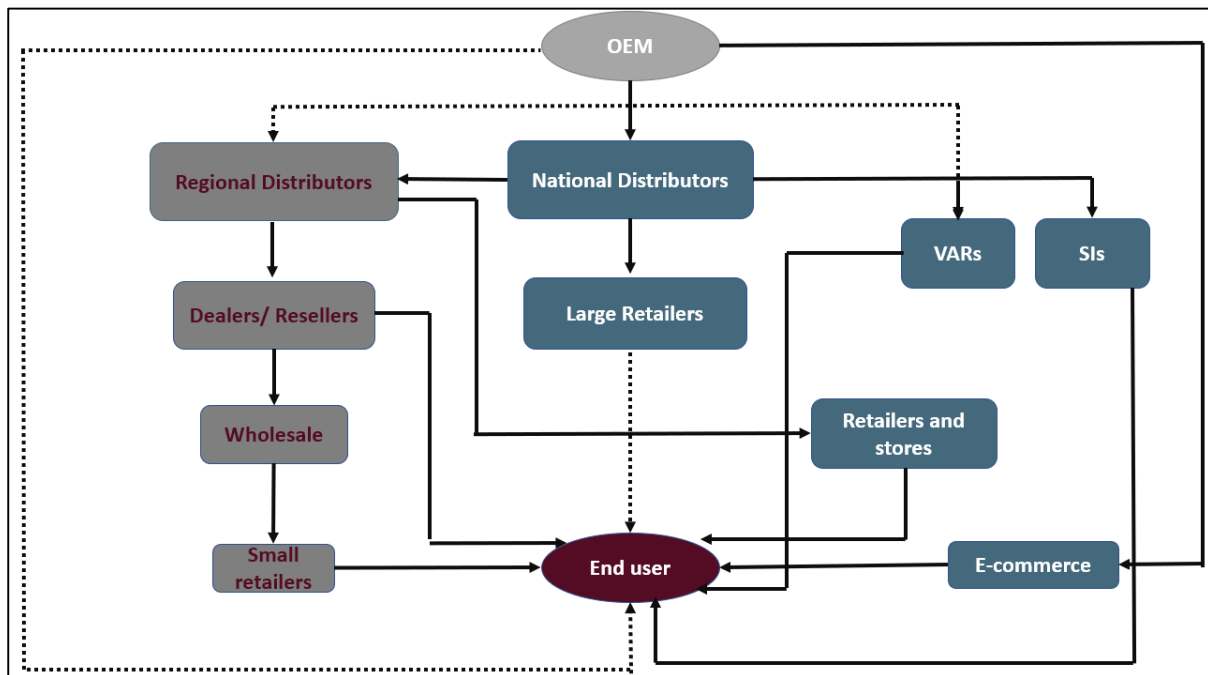 OEM
Regional Distributors
National Distributors
VARs
SIs
Dealers/ Resellers
Large Retailers
Wholesale
Retailers and
stores
Small
retailers
End user
E-commerce